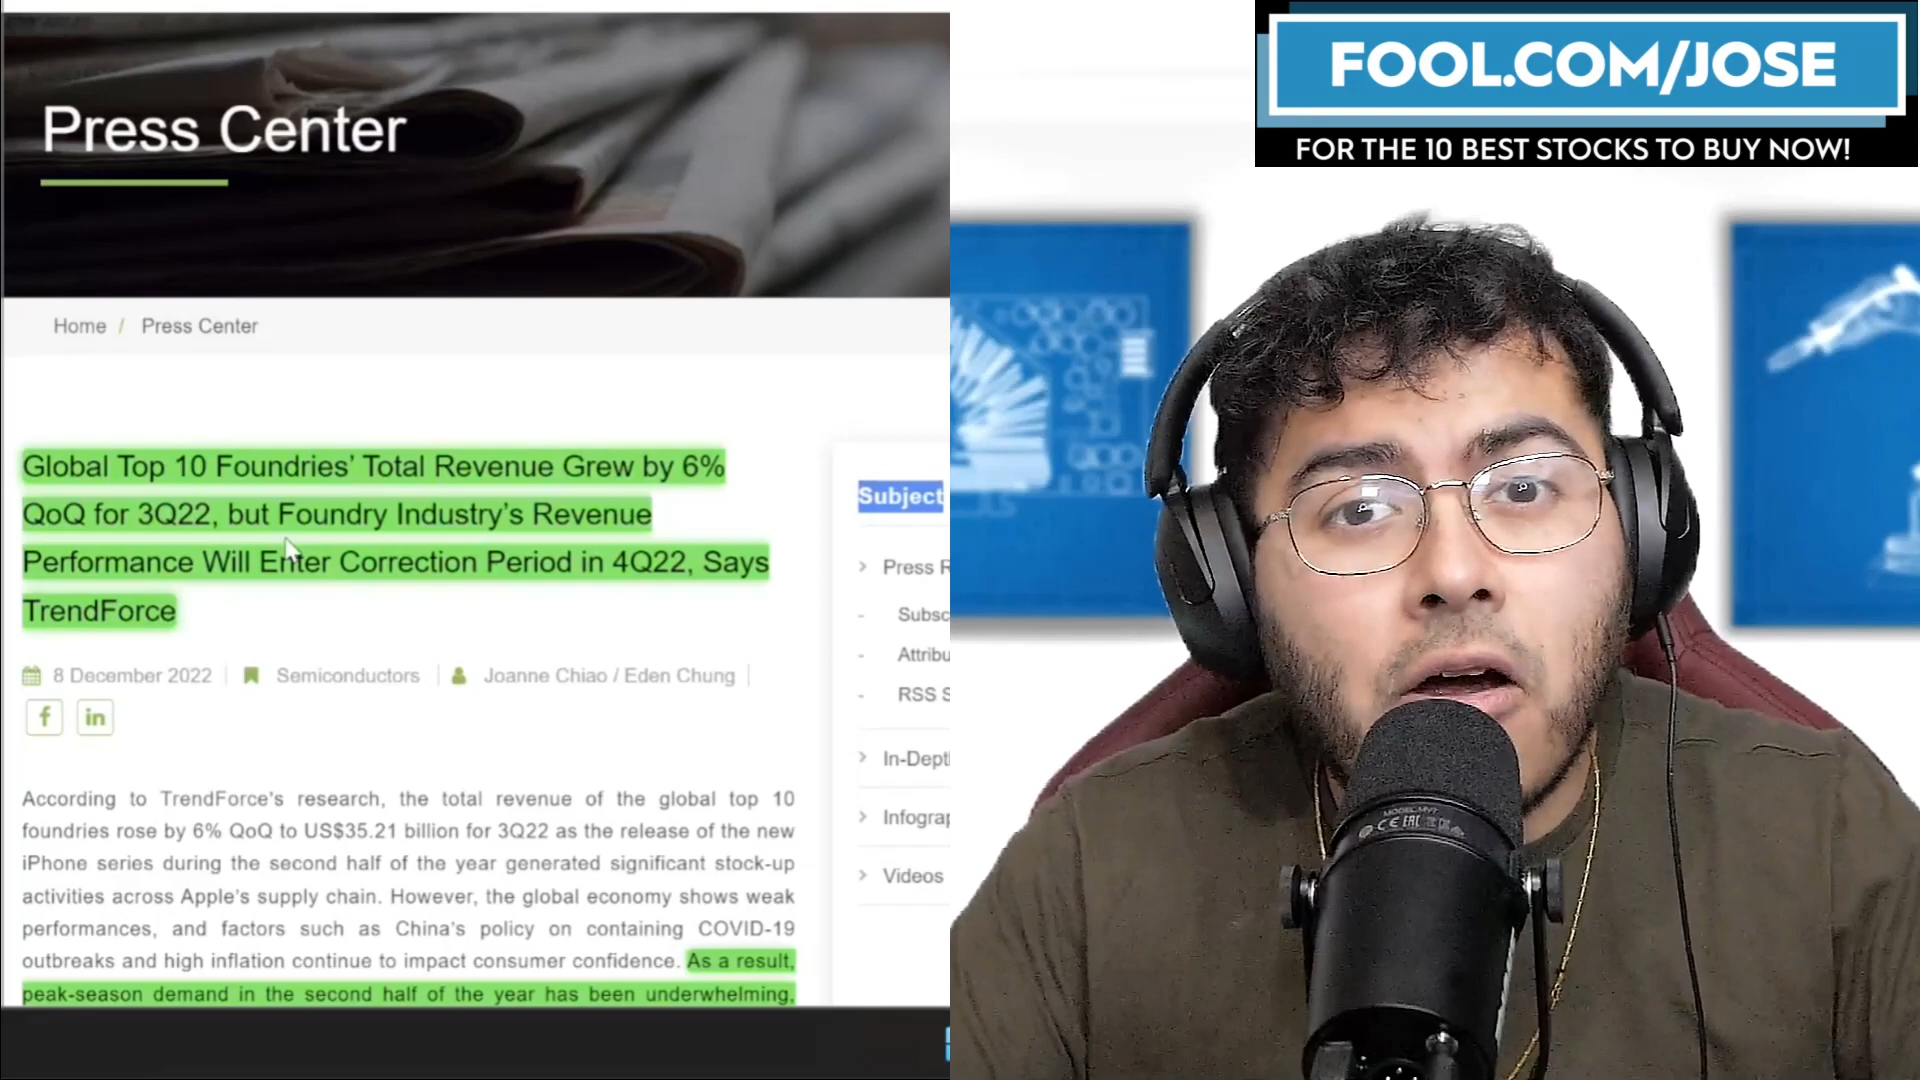 FOOL.COM/JOSE
FOR THE 10 BEST STOCKS TO BUY NOW!
Press Center
Home / Press Center
Global Top 10 Foundries' Total Revenue Grew by 6%
QoQ for 3Q22, but Foundry Industry's Revenue
Performance Will Enter Correction Period in 4Q22, Says
TrendForce
8 December 2022 | Semiconductors | Joanne Chiao / Eden Chung |
f in
According to TrendForce's research, the total revenue of the global top 10
foundries rose by 6% QoQ to US$35.21 billion for 3Q22 as the release of the new
iPhone series during the second half of the year generated significant stock-up
activities across Apple's supply chain. However, the global economy shows weak
performances, and factors such as China's policy on containing COVID-19
outbreaks and high inflation continue to impact consumer confidence. As a result,
peak-season demand in the second half of the year has been underwhelming,
Subject
> Press R
- Subsc
- Attribu
- RSS S
> In-Dept
> Infogra
> Videos